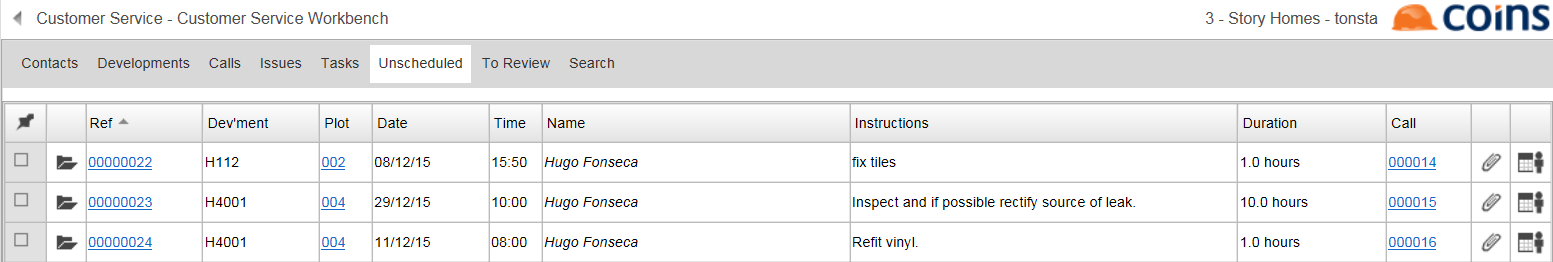 Customer Service - Customer Service Workbench 3 - Story Homes - tonsta coins
Contacts Developments Calls Issues Tasks Unscheduled To Review Search
Ref Dev'ment Plot Date Time Name Instructions Duration Call
00000022 H112 002 08/12/15 15:50 Hugo Fonseca fix tiles 1.0 hours 000014
00000023 H4001 004 29/12/15 10:00 Hugo Fonseca Inspect and if possible rectify source of leak. 10.0 hours 000015
00000024 H4001 004 11/12/15 08:00 Hugo Fonseca Refit vinyl. 1.0 hours 000016